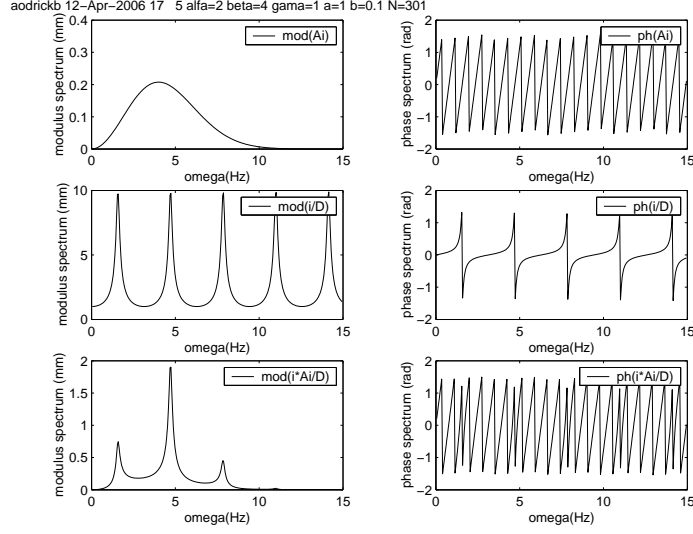 aodrickb 12−Apr−2006 17 5 alfa=2 beta=4 gama=1 a=1 b=0.1 N=301
modulus spectrum (mm)
0.4
0.3
0.2
0.1
0
mod(Ai)
0 5 10 15
omega(Hz)
phase spectrum (rad)
2
1
0
−1
−2
ph(Ai)
0 5 10 15
omega(Hz)
modulus spectrum (mm)
10
5
0
mod(i/D)
0 5 10 15
omega(Hz)
phase spectrum (rad)
2
1
0
−1
−2
ph(i/D)
0 5 10 15
omega(Hz)
modulus spectrum (mm)
2
1.5
1
0.5
0
mod(i*Ai/D)
0 5 10 15
omega(Hz)
phase spectrum (rad)
2
1
0
−1
−2
ph(i*Ai/D)
0 5 10 15
omega(Hz)